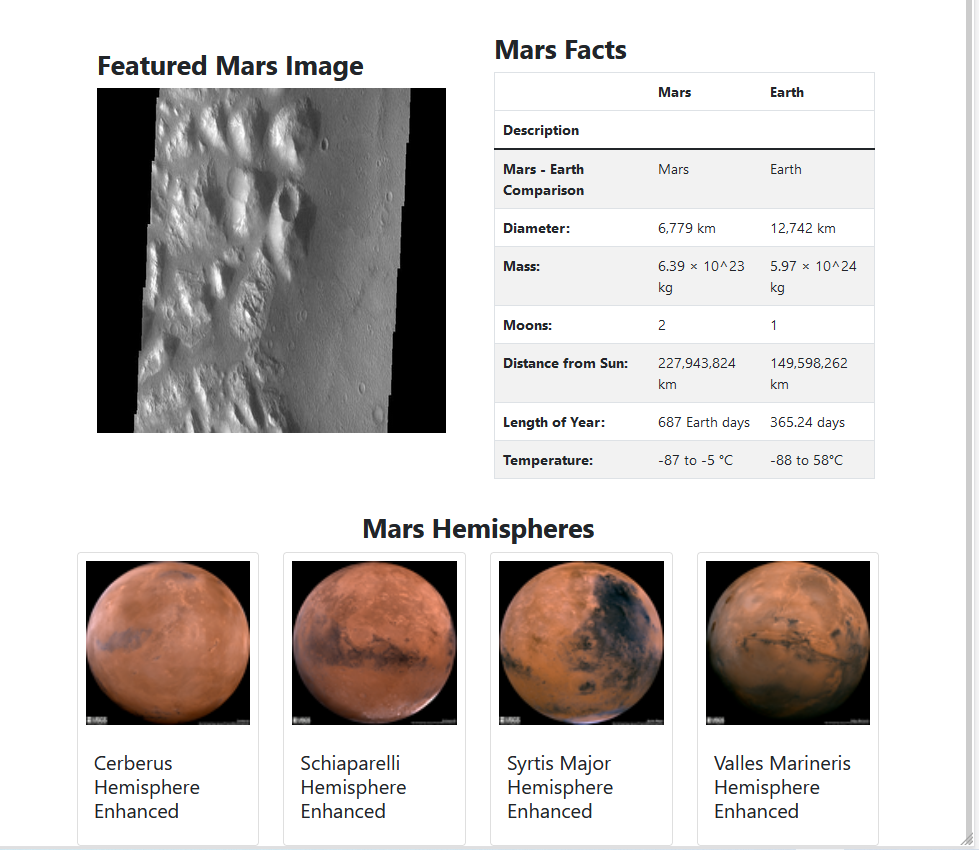 Featured Mars Image
Mars Facts
Mars Earth
Description
Mars - Earth Mars Earth
Comparison
Diameter: 6,779 km 12,742 km
Mass: 6.39 × 10^23 5.97 × 10^24
kg kg
Moons: 2 1
Distance from Sun: 227,943,824 149,598,262
km km
Length of Year: 687 Earth days 365.24 days
Temperature: -87 to -5 °C -88 to 58°C
Mars Hemispheres
USGS USGS USGS USGS
Cerberus
Hemisphere
Enhanced
Schiaparelli
Hemisphere
Enhanced
Syrtis Major
Hemisphere
Enhanced
Valles Marineris
Hemisphere
Enhanced